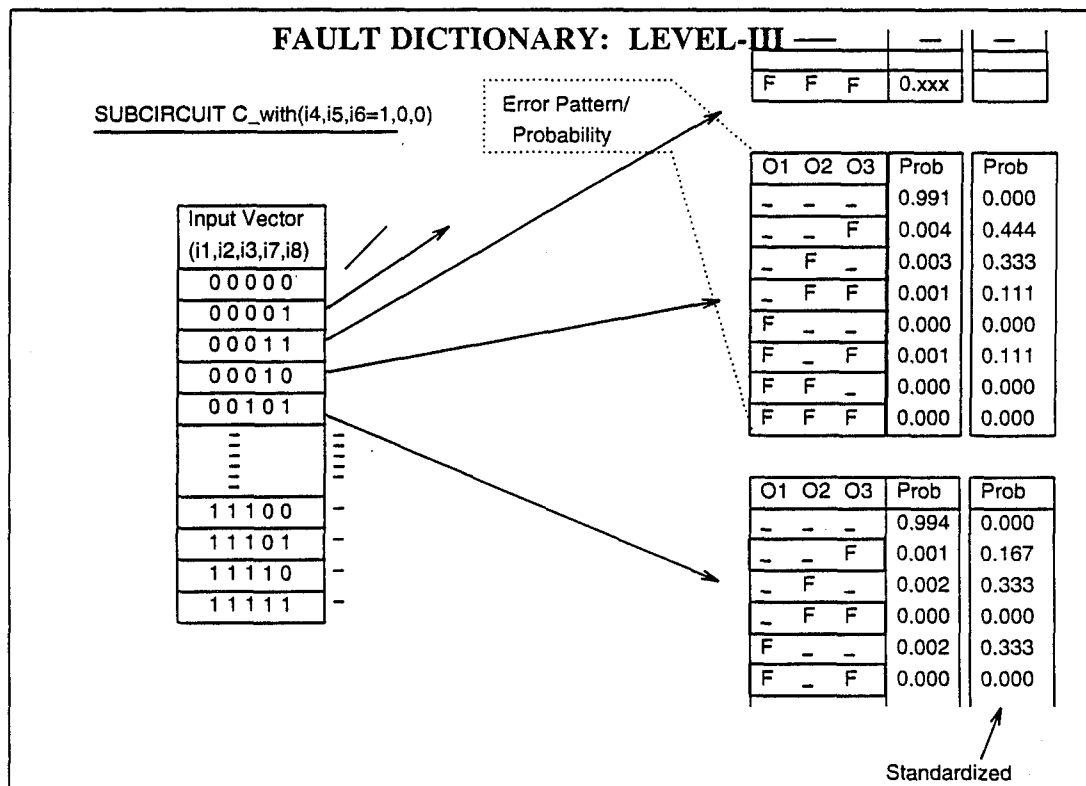 FAULT DICTIONARY: LEVEL-III
— — —
F F F 0.xxx
SUBCIRCUIT C_with(i4,i5,i6=1,0,0)
Error Pattern/
Probability
Input Vector
(i1,i2,i3,i7,i8)
0 0 0 0 0
0 0 0 0 1
0 0 0 1 1
0 0 0 1 0
0 0 1 0 1
1 1 1 0 0 –
1 1 1 0 1 –
1 1 1 1 0 –
1 1 1 1 1 –
O1 O2 O3 Prob Prob
_ _ _ 0.991 0.000
_ _ F 0.004 0.444
_ F _ 0.003 0.333
_ F F 0.001 0.111
F _ _ 0.000 0.000
F _ F 0.001 0.111
F F _ 0.000 0.000
F F F 0.000 0.000
O1 O2 O3 Prob Prob
_ _ _ 0.994 0.000
_ _ F 0.001 0.167
_ F _ 0.002 0.333
_ F F 0.000 0.000
F _ _ 0.002 0.333
F _ F 0.000 0.000
Standardized